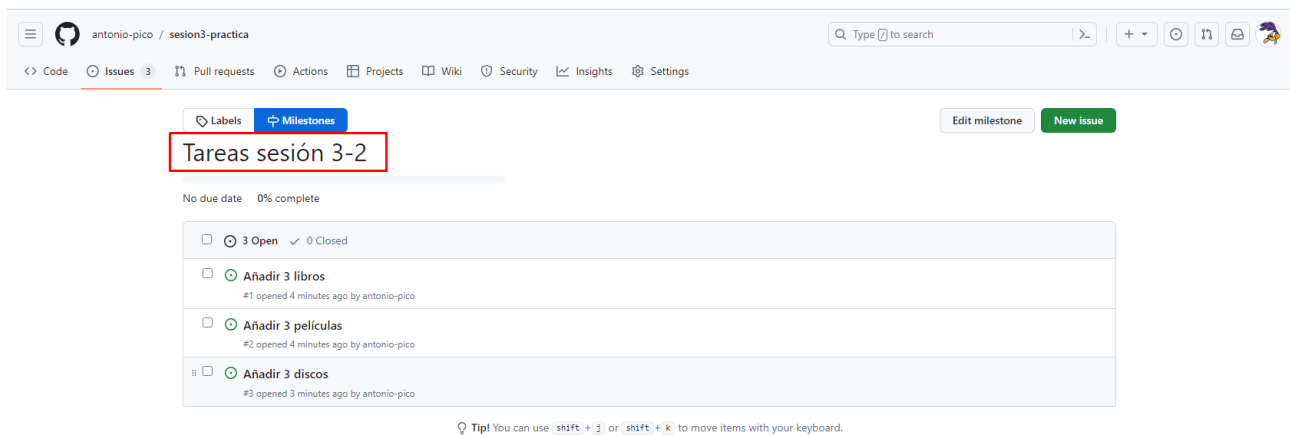 antonio-pico / sesion3-practica
Type / to search
<> Code Issues 3 Pull requests Actions Projects Wiki Security Insights Settings
Labels Milestones Edit milestone New issue
Tareas sesión 3-2
No due date 0% complete
3 Open 0 Closed
Añadir 3 libros
#1 opened 4 minutes ago by antonio-pico
Añadir 3 películas
#2 opened 4 minutes ago by antonio-pico
Añadir 3 discos
#3 opened 3 minutes ago by antonio-pico
Tip! You can use shift + j or shift + k to move items with your keyboard.